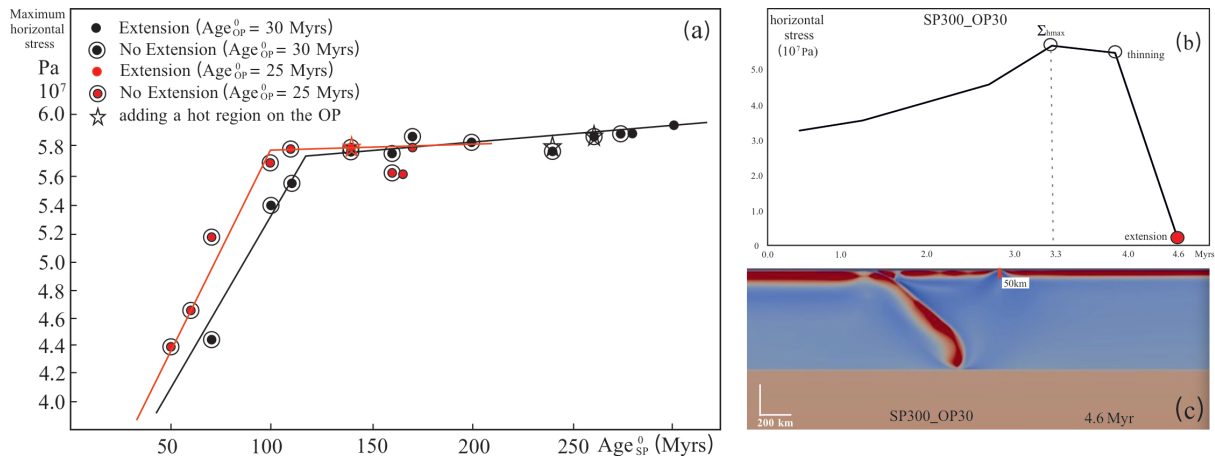 Maximum
horizontal
stress
Pa
10⁷
6.0
5.8
5.6
5.4
5.2
5.0
4.8
4.6
4.4
4.2
4.0
50
100
150
200
250
Age⁰SP (Myrs)
(a)
Extension (Age⁰OP = 30 Myrs)
No Extension (Age⁰OP = 30 Myrs)
Extension (Age⁰OP = 25 Myrs)
No Extension (Age⁰OP = 25 Myrs)
adding a hot region on the OP
horizontal
stress
(10⁷Pa)
SP300_OP30
(b)
Σhmax
thinning
extension
5.0
4.0
3.0
2.0
1.0
0
0
1.0
2.0
3.0
3.3
4.0
4.6
Myrs
50km
200 km
SP300_OP30
4.6 Myr
(c)